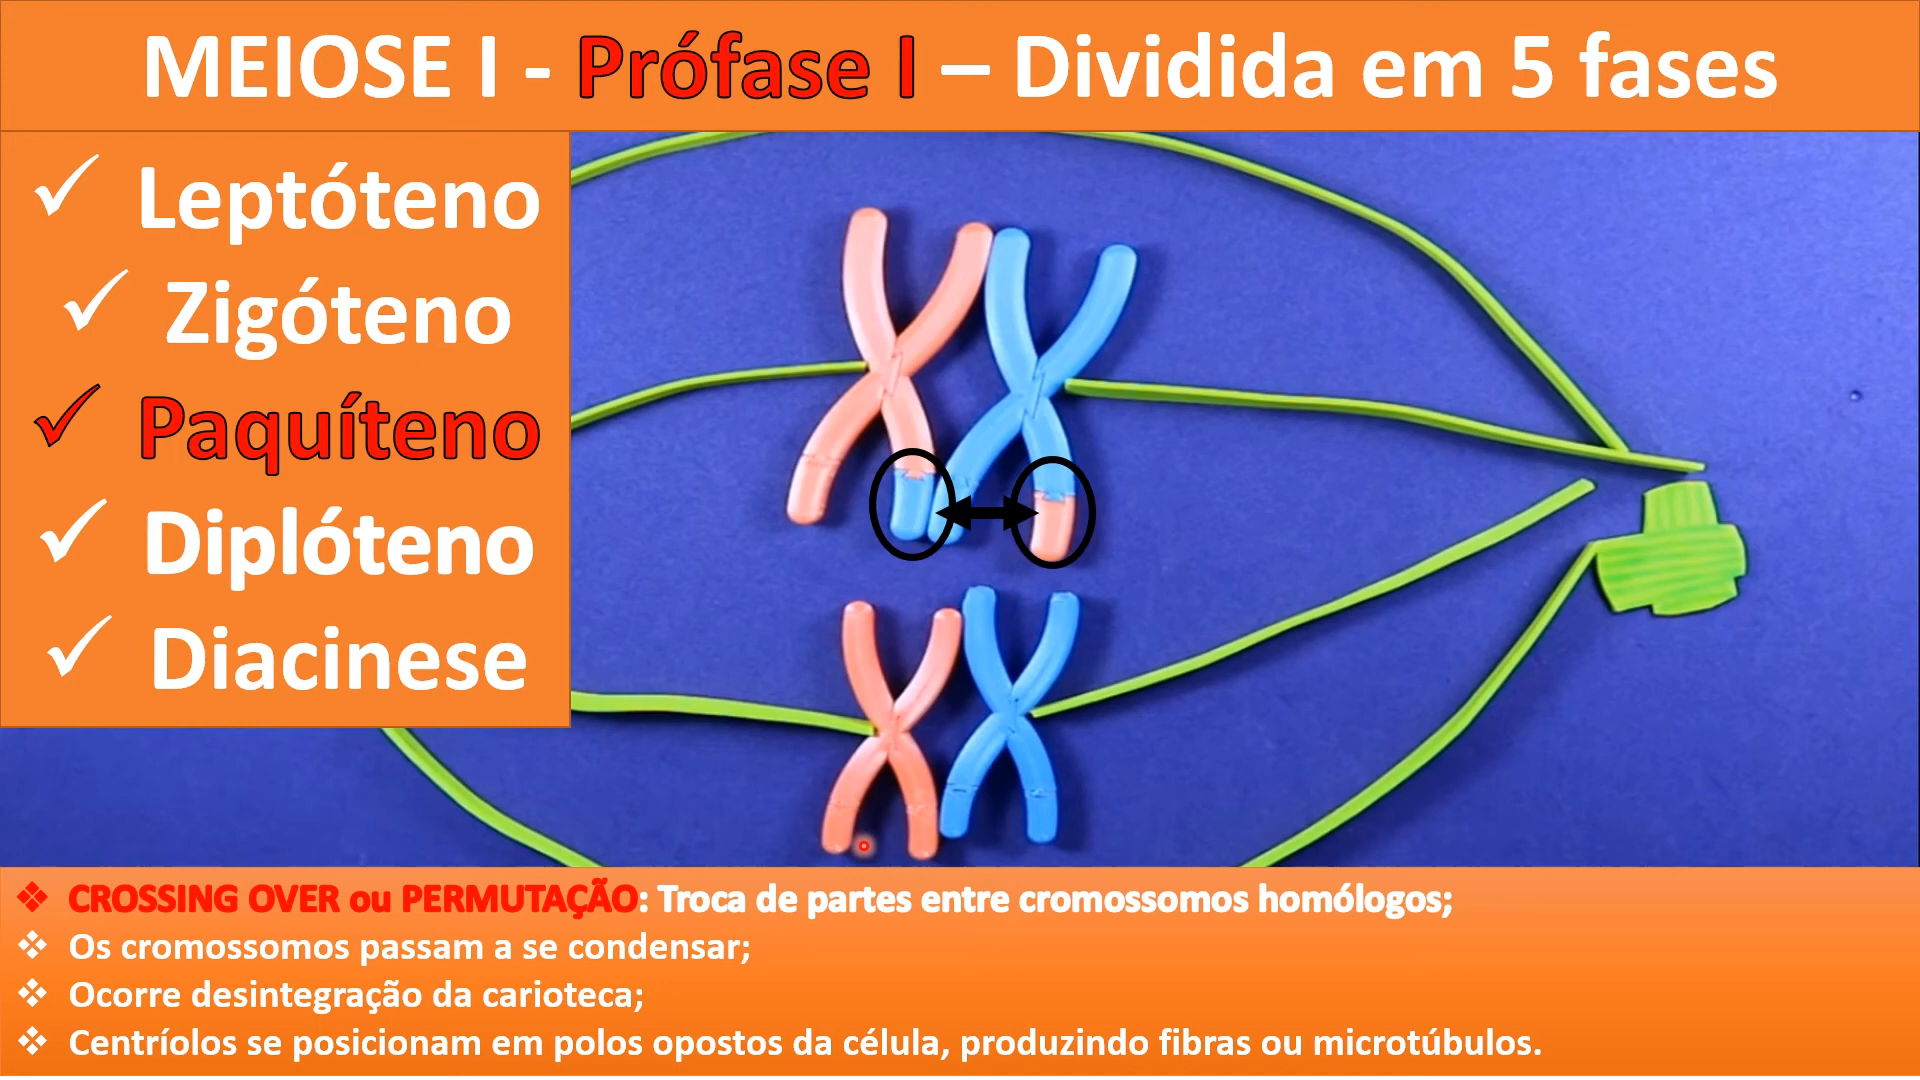 MEIOSE I - Prófase I – Dividida em 5 fases
✓ Leptóteno
✓ Zigóteno
✓ Paquíteno
✓ Diplóteno
✓ Diacinese
❖ CROSSING OVER ou PERMUTAÇÃO: Troca de partes entre cromossomos homólogos;
❖ Os cromossomos passam a se condensar;
❖ Ocorre desintegração da carioteca;
❖ Centríolos se posicionam em polos opostos da célula, produzindo fibras ou microtúbulos.